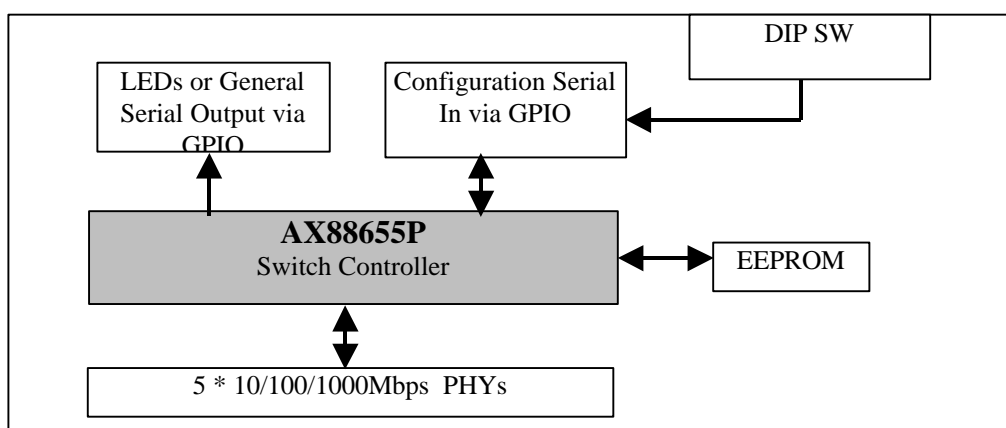 DIP SW
LEDs or General
Serial Output via
GPIO
Configuration Serial
In via GPIO
AX88655P
Switch Controller
EEPROM
5 * 10/100/1000Mbps PHYs